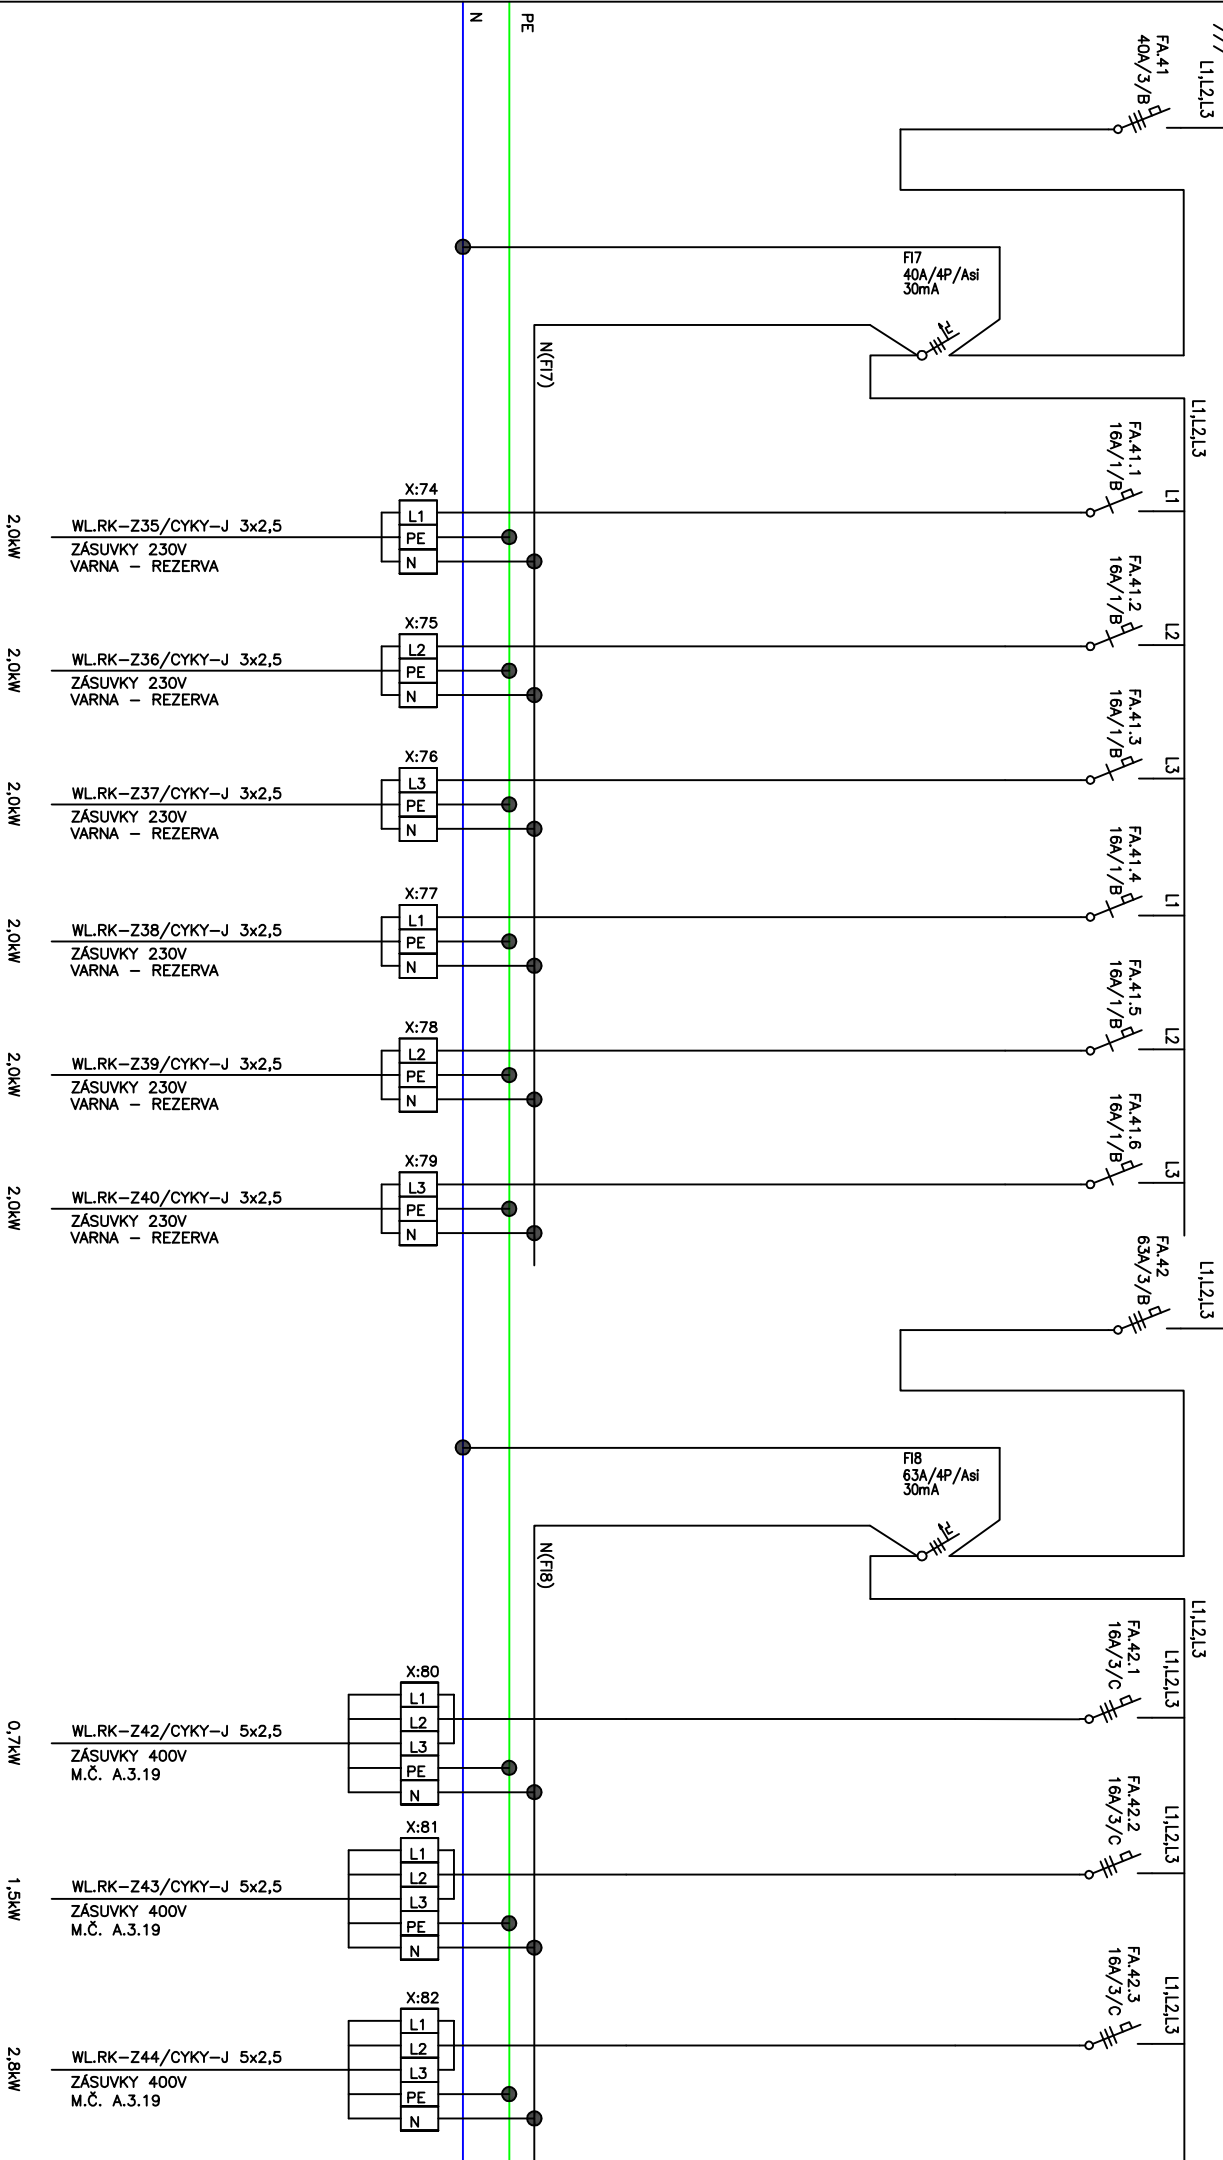 N
PE
L1,L2,L3
FA.41
40A/3/B
FI7
40A/4P/Asi
30mA
N(FI7)
L1,L2,L3
FA.41.1
16A/1/B
L1
X:74
L1
PE
N
WL.RK-Z35/CYKY-J 3x2,5
ZÁSUVKY 230V
VARNA - REZERVA
2,0kW
FA.41.2
16A/1/B
L2
X:75
L2
PE
N
WL.RK-Z36/CYKY-J 3x2,5
ZÁSUVKY 230V
VARNA - REZERVA
2,0kW
FA.41.3
16A/1/B
L3
X:76
L3
PE
N
WL.RK-Z37/CYKY-J 3x2,5
ZÁSUVKY 230V
VARNA - REZERVA
2,0kW
FA.41.4
16A/1/B
L1
X:77
L1
PE
N
WL.RK-Z38/CYKY-J 3x2,5
ZÁSUVKY 230V
VARNA - REZERVA
2,0kW
FA.41.5
16A/1/B
L2
X:78
L2
PE
N
WL.RK-Z39/CYKY-J 3x2,5
ZÁSUVKY 230V
VARNA - REZERVA
2,0kW
FA.41.6
16A/1/B
L3
X:79
L3
PE
N
WL.RK-Z40/CYKY-J 3x2,5
ZÁSUVKY 230V
VARNA - REZERVA
2,0kW
L1,L2,L3
FA.42
63A/3/B
FI8
63A/4P/Asi
30mA
N(FI8)
L1,L2,L3
FA.42.1
16A/3/C
L1,L2,L3
X:80
L1
L2
L3
PE
N
WL.RK-Z42/CYKY-J 5x2,5
ZÁSUVKY 400V
M.Č. A.3.19
0,7kW
FA.42.2
16A/3/C
L1,L2,L3
X:81
L1
L2
L3
PE
N
WL.RK-Z43/CYKY-J 5x2,5
ZÁSUVKY 400V
M.Č. A.3.19
1,5kW
FA.42.3
16A/3/C
L1,L2,L3
X:82
L1
L2
L3
PE
N
WL.RK-Z44/CYKY-J 5x2,5
ZÁSUVKY 400V
M.Č. A.3.19
2,8kW